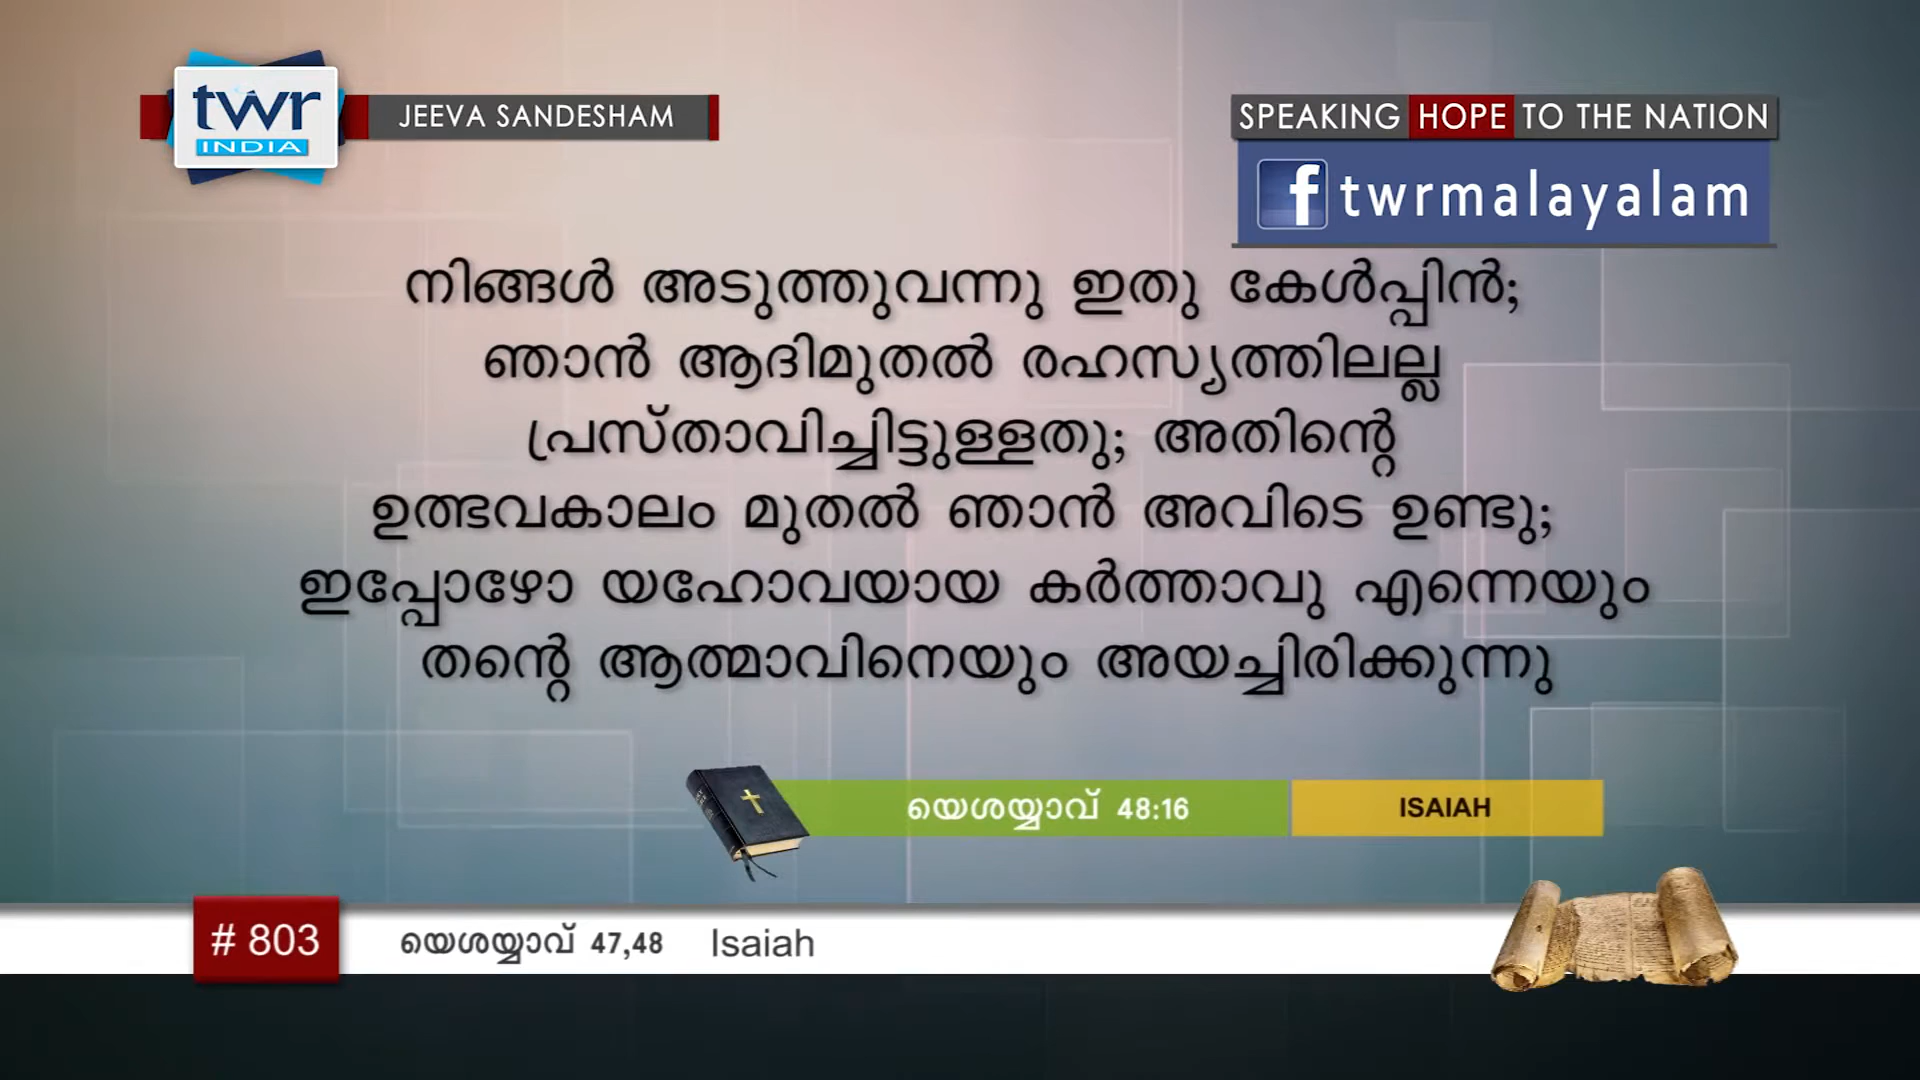 twr
INDIA
JEEVA SANDESHAM
SPEAKING HOPE TO THE NATION
f twrmalayalam
നിങ്ങൾ അടുത്തുവന്നു ഇതു കേൾപ്പിൻ;
ഞാൻ ആദിമുതൽ രഹസ്യത്തിലല്ല
പ്രസ്താവിച്ചിട്ടുള്ളതു; അതിന്റെ
ഉത്ഭവകാലം മുതൽ ഞാൻ അവിടെ ഉണ്ടു;
ഇപ്പോഴോ യഹോവയായ കർത്താവു എന്നെയും
തന്റെ ആത്മാവിനെയും അയച്ചിരിക്കുന്നു
യെശയ്യാവ് 48:16
ISAIAH
# 803
യെശയ്യാവ് 47,48 Isaiah